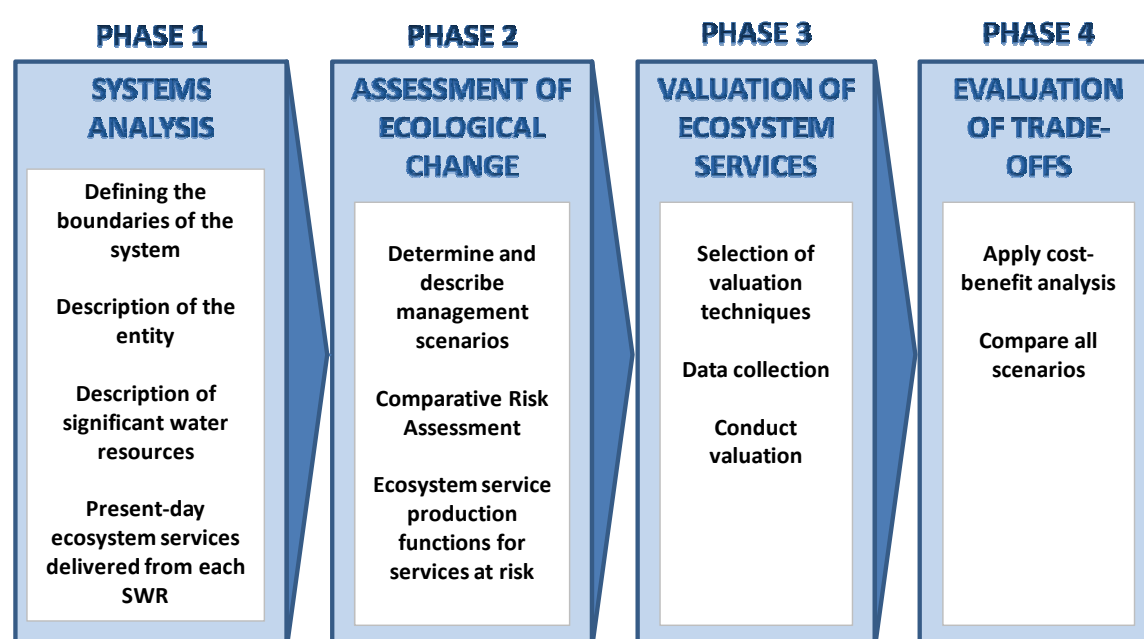 PHASE 1
SYSTEMS
ANALYSIS
Defining the
boundaries of the
system
Description of the
entity
Description of
significant water
resources
Present-day
ecosystem services
delivered from each
SWR
PHASE 2
ASSESSMENT OF
ECOLOGICAL
CHANGE
Determine and
describe
management
scenarios
Comparative Risk
Assessment
Ecosystem service
production
functions for
services at risk
PHASE 3
VALUATION OF
ECOSYSTEM
SERVICES
Selection of
valuation
techniques
Data collection
Conduct
valuation
PHASE 4
EVALUATION
OF TRADE-
OFFS
Apply cost-
benefit analysis
Compare all
scenarios